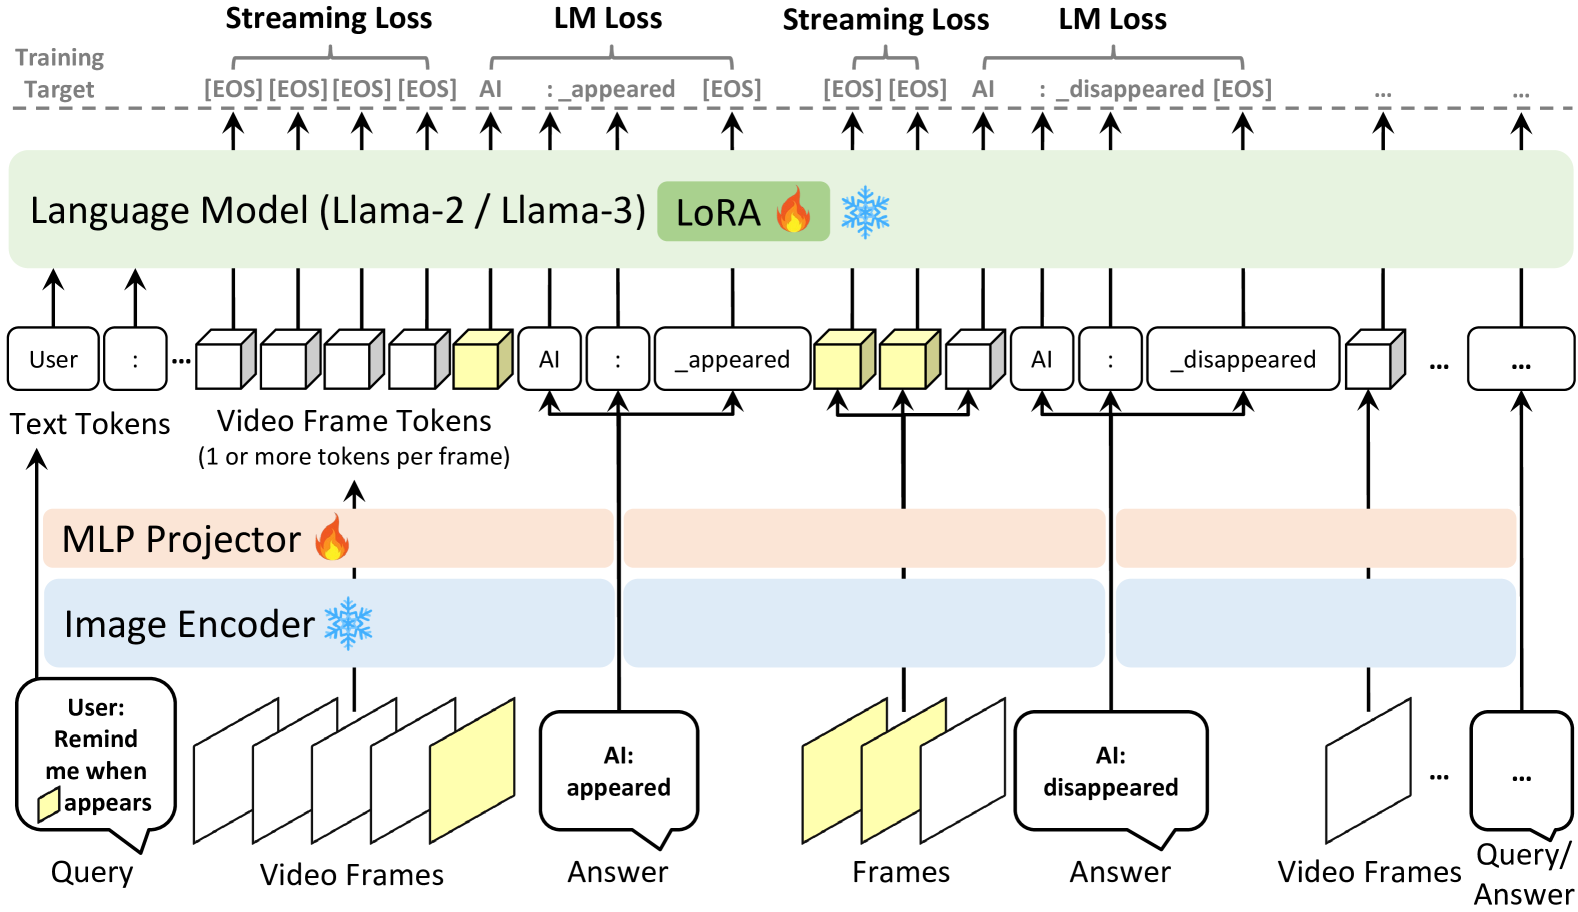 Streaming Loss LM Loss Streaming Loss LM Loss
Training
Target [EOS] [EOS] [EOS] [EOS] AI : _appeared [EOS] [EOS] [EOS] AI : _disappeared [EOS] ... ...
Language Model (Llama-2 / Llama-3) LoRA
User : ... AI : _appeared AI : _disappeared ... ...
Text Tokens
Video Frame Tokens
(1 or more tokens per frame)
MLP Projector
Image Encoder
User:
Remind
me when
appears
AI:
appeared
AI:
disappeared
... ...
Query
Video Frames
Answer
Frames
Answer
Video Frames
Query/
Answer